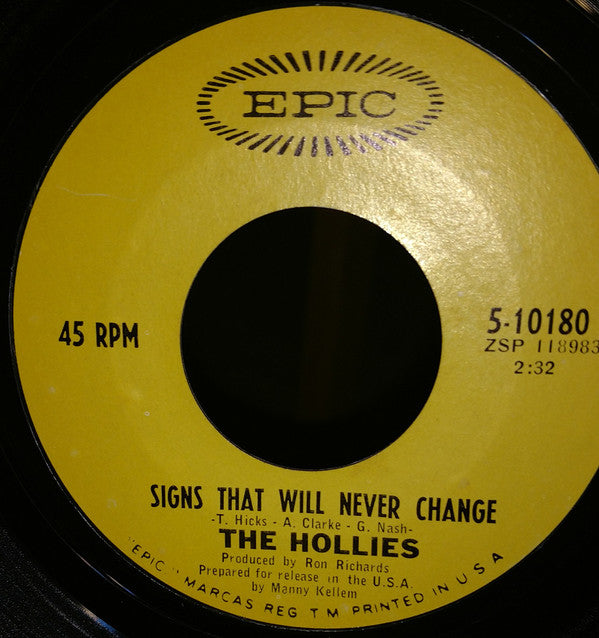 EPIC
45 RPM
5-10180
ZSP 118983
2:32
SIGNS THAT WILL NEVER CHANGE
-T. Hicks - A. Clarke - G. Nash-
THE HOLLIES
Produced by Ron Richards
Prepared for release in the U.S.A.
by Manny Kellem
"EPIC" MARCAS REG T M PRINTED IN U S A